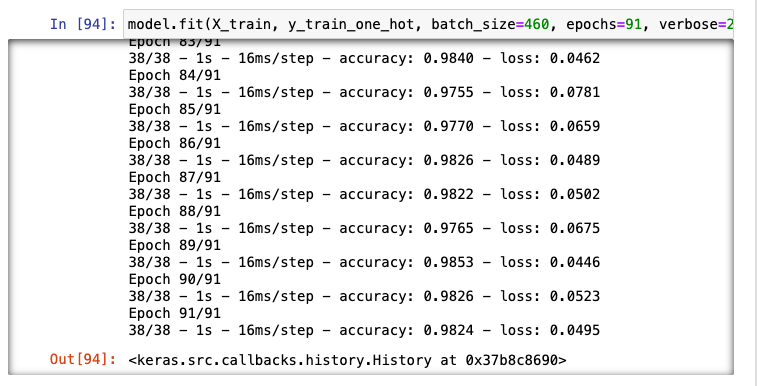 In [94]: model.fit(X_train, y_train_one_hot, batch_size=460, epochs=91, verbose=2
Epoch 83/91
38/38 - 1s - 16ms/step - accuracy: 0.9840 - loss: 0.0462
Epoch 84/91
38/38 - 1s - 16ms/step - accuracy: 0.9755 - loss: 0.0781
Epoch 85/91
38/38 - 1s - 16ms/step - accuracy: 0.9770 - loss: 0.0659
Epoch 86/91
38/38 - 1s - 16ms/step - accuracy: 0.9826 - loss: 0.0489
Epoch 87/91
38/38 - 1s - 16ms/step - accuracy: 0.9822 - loss: 0.0502
Epoch 88/91
38/38 - 1s - 16ms/step - accuracy: 0.9765 - loss: 0.0675
Epoch 89/91
38/38 - 1s - 16ms/step - accuracy: 0.9853 - loss: 0.0446
Epoch 90/91
38/38 - 1s - 16ms/step - accuracy: 0.9826 - loss: 0.0523
Epoch 91/91
38/38 - 1s - 16ms/step - accuracy: 0.9824 - loss: 0.0495
Out[94]: <keras.src.callbacks.history.History at 0x37b8c8690>